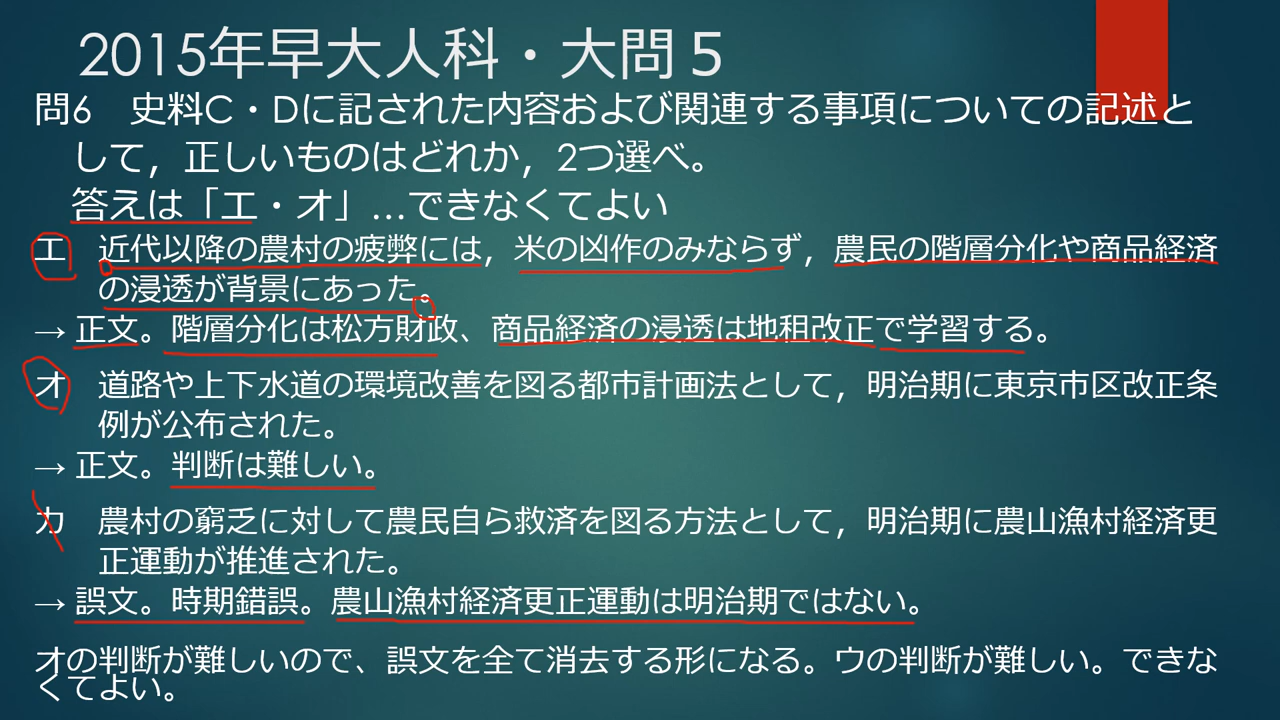 2015年早大人科・大問５
問6　史料C・Dに記された内容および関連する事項についての記述と
して，正しいものはどれか，2つ選べ。
答えは「エ・オ」…できなくてよい
エ　近代以降の農村の疲弊には，米の凶作のみならず，農民の階層分化や商品経済
の浸透が背景にあった。
→ 正文。階層分化は松方財政、商品経済の浸透は地租改正で学習する。
オ　道路や上下水道の環境改善を図る都市計画法として，明治期に東京市区改正条
例が公布された。
→ 正文。判断は難しい。
カ　農村の窮乏に対して農民自ら救済を図る方法として，明治期に農山漁村経済更
正運動が推進された。
→ 誤文。時期錯誤。農山漁村経済更正運動は明治期ではない。
オの判断が難しいので、誤文を全て消去する形になる。ウの判断が難しい。できな
くてよい。